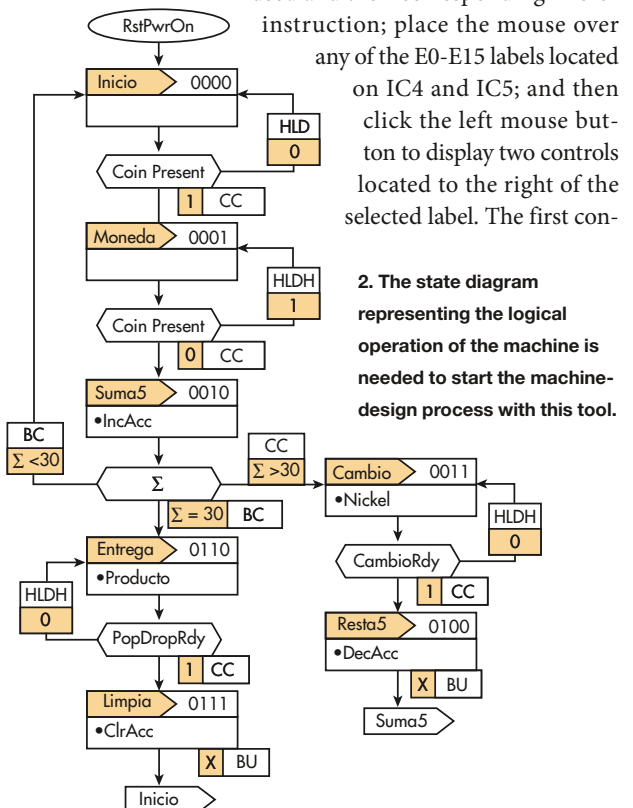 instruction; place the mouse over
any of the E0-E15 labels located
on IC4 and IC5; and then
click the left mouse but-
ton to display two controls
located to the right of the
selected label. The first con-
2. The state diagram
representing the logical
operation of the machine is
needed to start the machine-
design process with this tool.
RstPwrOn
Inicio 0000
HLD
0
Coin Present
1 CC
Moneda 0001
HLDH
1
Coin Present
0 CC
Suma5 0010
•IncAcc
BC
Σ <30
Σ
CC
Σ >30
Σ = 30 BC
Cambio 0011
•Nickel
HLDH
0
CambioRdy
1 CC
Resta5 0100
•DecAcc
X BU
Suma5
Entrega 0110
•Producto
HLDH
0
PopDropRdy
1 CC
Limpia 0111
•ClrAcc
X BU
Inicio